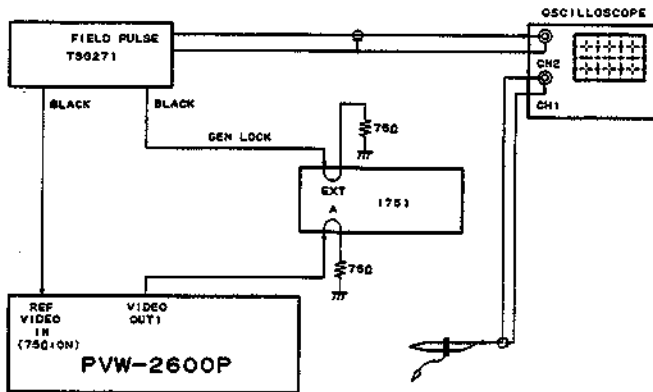 OSCILLOSCOPE
FIELD PULSE
TSG271
CH2
CH1
BLACK
BLACK
GEN LOCK
75Ω
EXT
A
1751
75Ω
REF
VIDEO
IN
(75Ω:ON)
VIDEO
OUT1
PVW-2600P